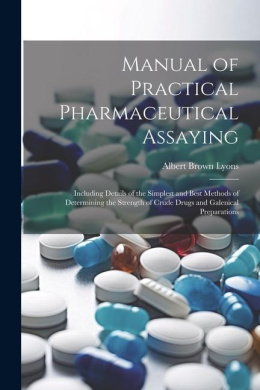 MANUAL OF
PRACTICAL
PHARMACEUTICAL
ASSAYING
Albert Brown Lyons
Including Details of the Simplest and Best Methods of
Determining the Strength of Crude Drugs and Galenical
Preparations